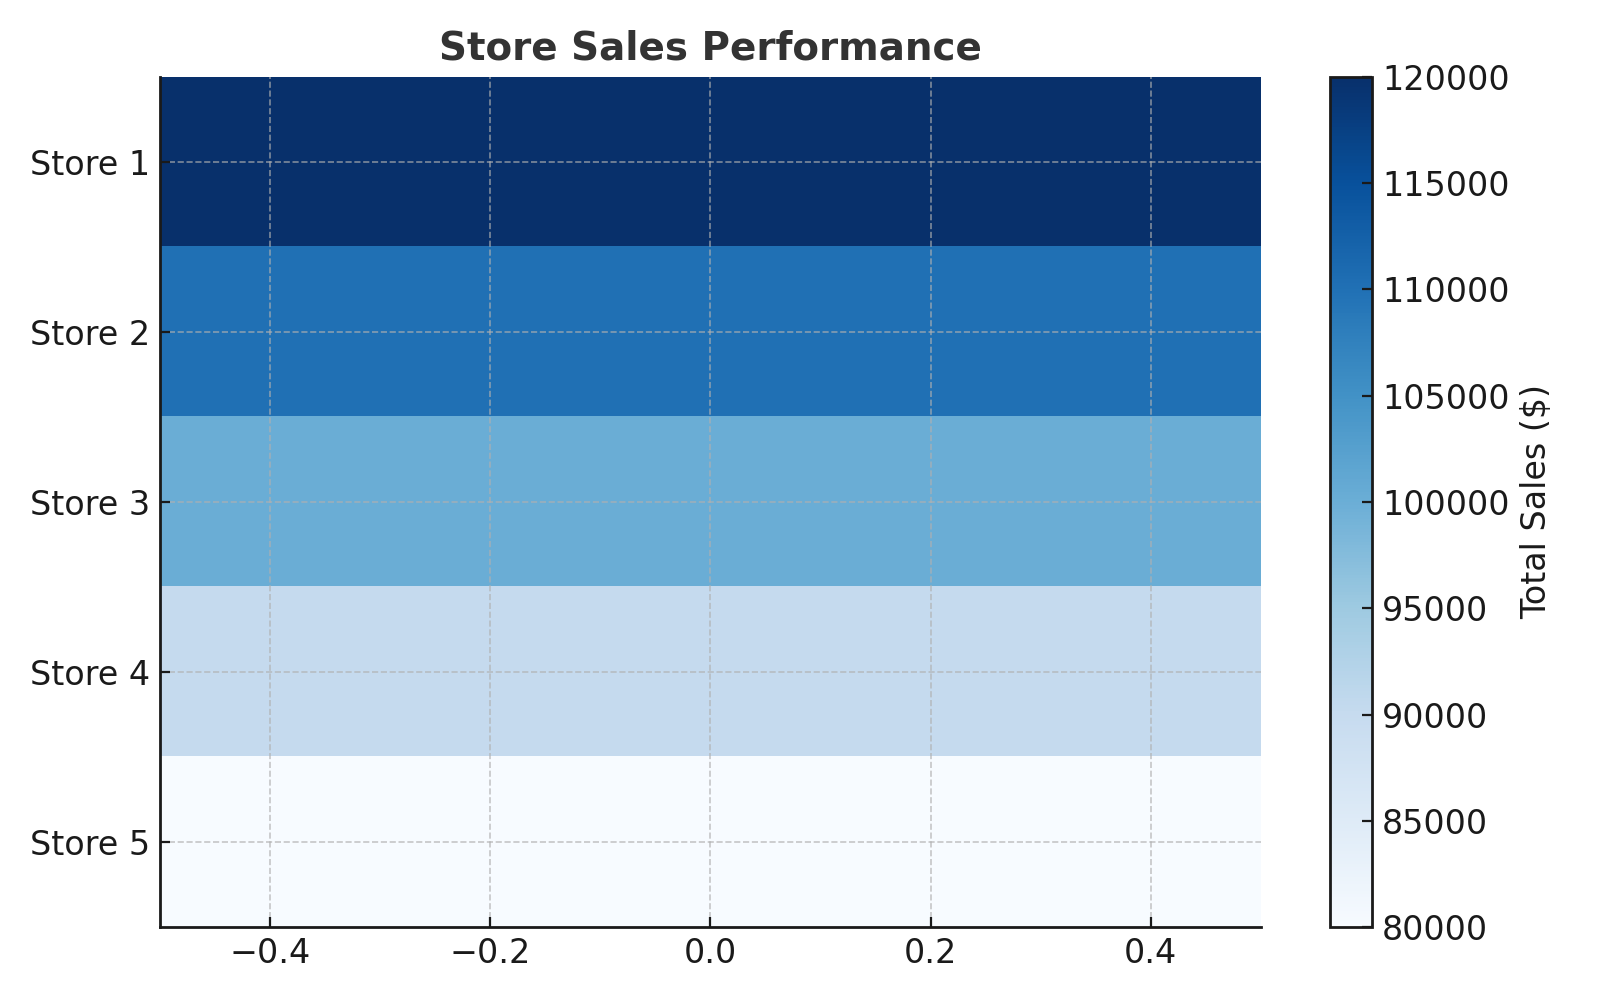 Store Sales Performance
Store 1
Store 2
Store 3
Store 4
Store 5
−0.4
−0.2
0.0
0.2
0.4
120000
115000
110000
105000
100000
95000
90000
85000
80000
Total Sales ($)